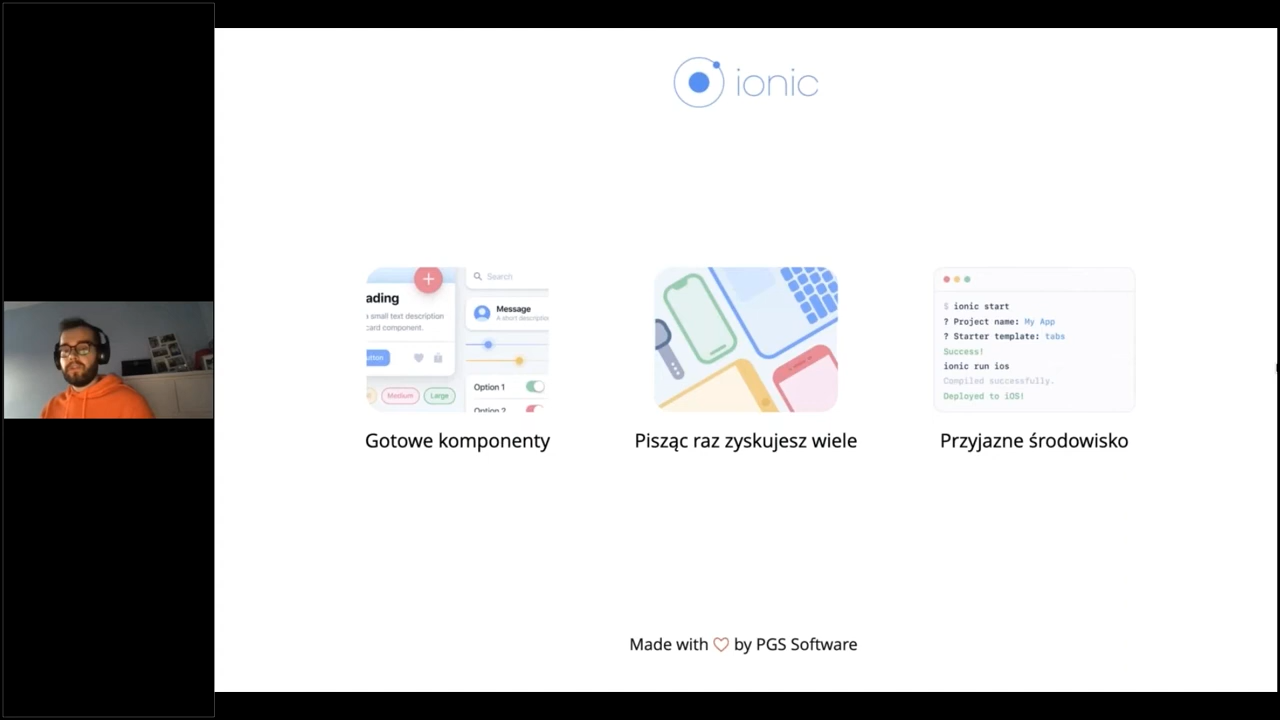 ionic
ading
small text description
card component.
Medium
Large
Search
Message
A short description
Option 1
Option 2
$ ionic start
? Project name: My App
? Starter template: tabs
Success!
ionic run ios
Compiled successfully.
Deployed to iOS!
Gotowe komponenty
Pisząc raz zyskujesz wiele
Przyjazne środowisko
Made with ♡ by PGS Software